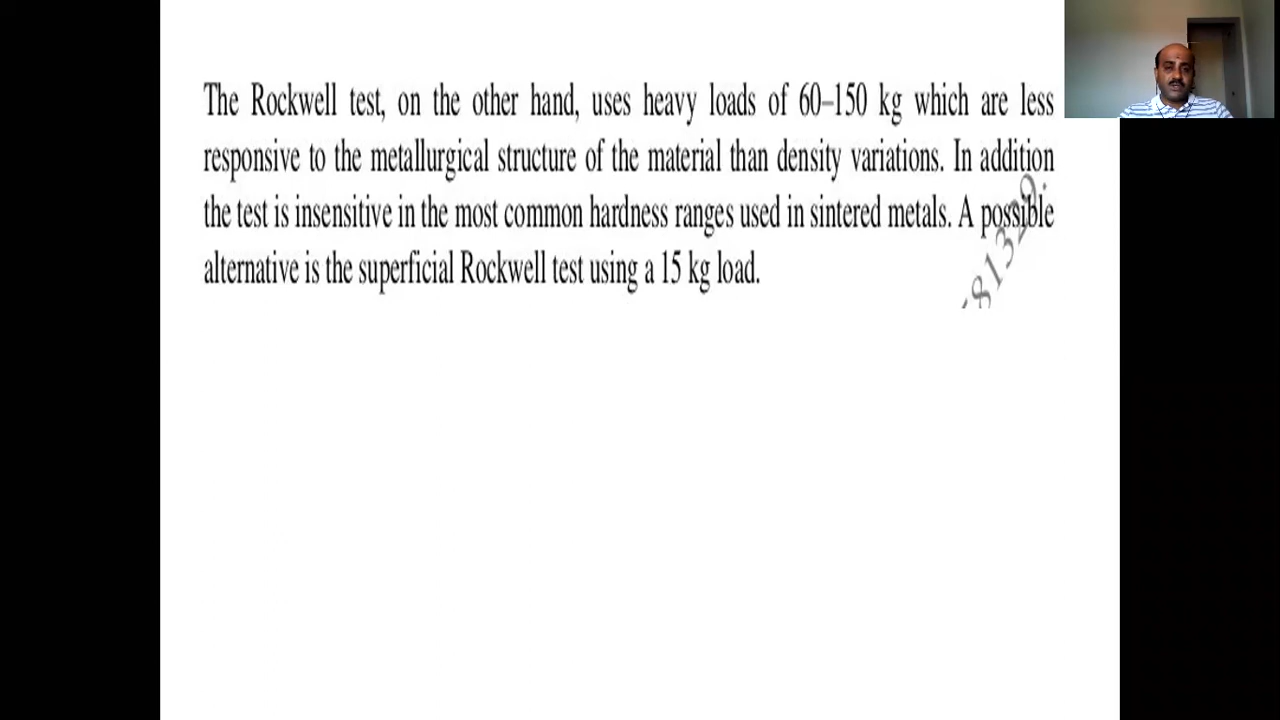 The Rockwell test, on the other hand, uses heavy loads of 60–150 kg which are less
responsive to the metallurgical structure of the material than density variations. In addition
the test is insensitive in the most common hardness ranges used in sintered metals. A possible
alternative is the superficial Rockwell test using a 15 kg load.